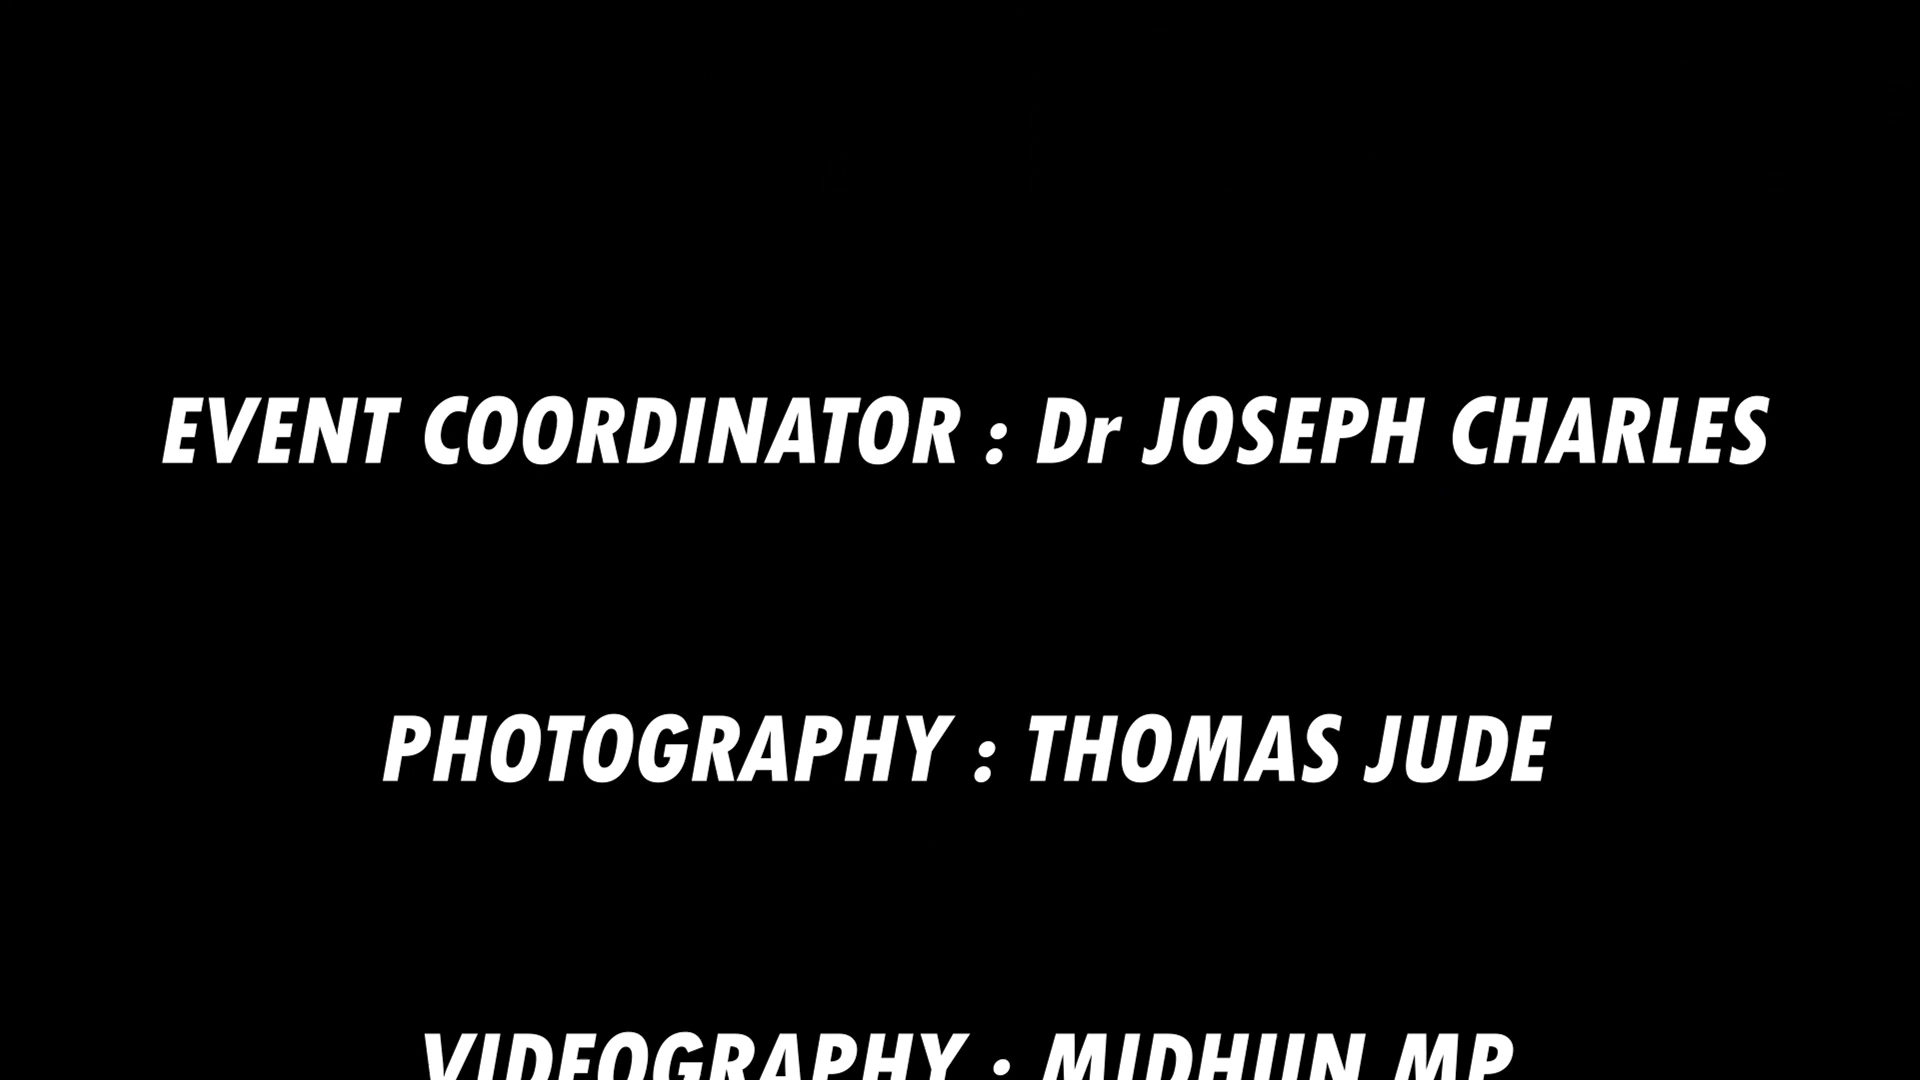 EVENT COORDINATOR : Dr JOSEPH CHARLES
PHOTOGRAPHY : THOMAS JUDE
VIDEOGRAPHY : MIDHUN MP